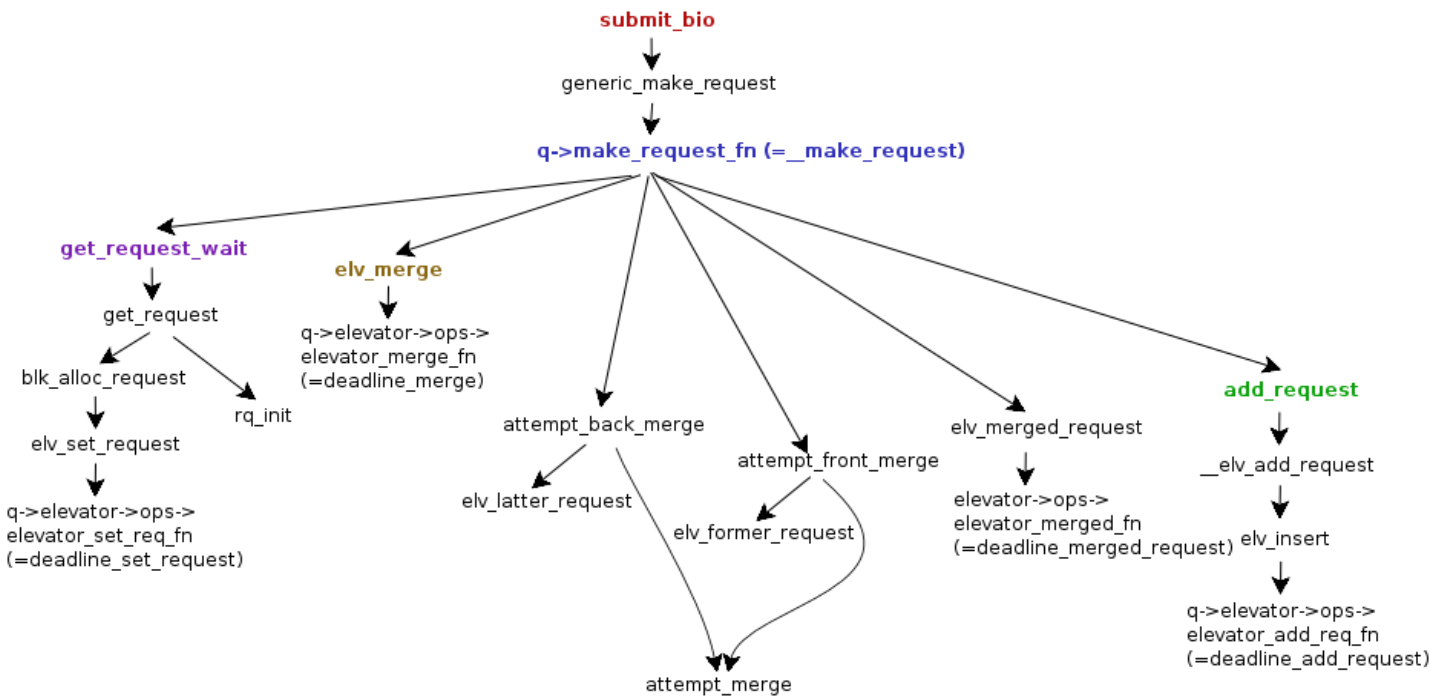 submit_bio
generic_make_request
q->make_request_fn (=__make_request)
get_request_wait
get_request
blk_alloc_request
rq_init
elv_set_request
q->elevator->ops->
elevator_set_req_fn
(=deadline_set_request)
elv_merge
q->elevator->ops->
elevator_merge_fn
(=deadline_merge)
attempt_back_merge
elv_latter_request
attempt_front_merge
elv_former_request
attempt_merge
elv_merged_request
elevator->ops->
elevator_merged_fn
(=deadline_merged_request)
add_request
__elv_add_request
elv_insert
q->elevator->ops->
elevator_add_req_fn
(=deadline_add_request)